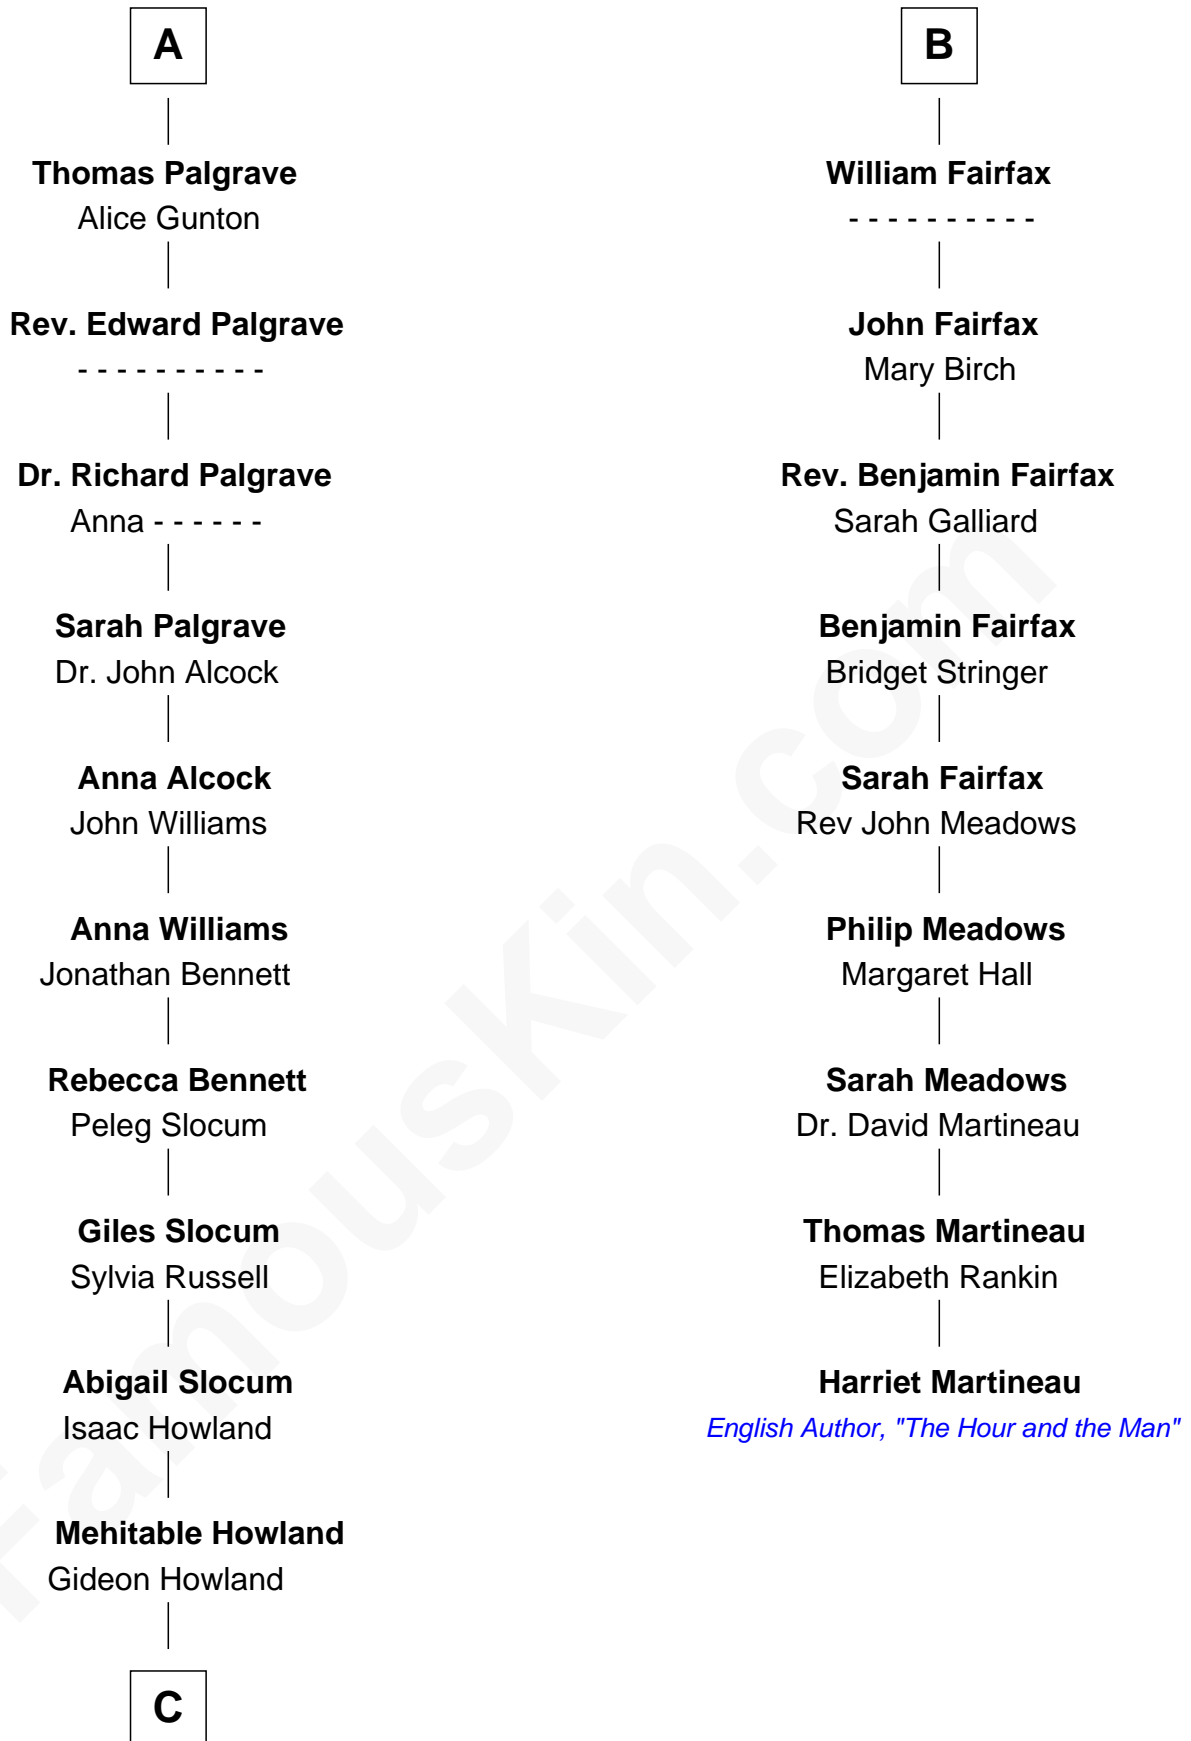 A
Thomas Palgrave
Alice Gunton
Rev. Edward Palgrave
- - - - - - - - - -
Dr. Richard Palgrave
Anna - - - - - -
Sarah Palgrave
Dr. John Alcock
Anna Alcock
John Williams
Anna Williams
Jonathan Bennett
Rebecca Bennett
Peleg Slocum
Giles Slocum
Sylvia Russell
Abigail Slocum
Isaac Howland
Mehitable Howland
Gideon Howland
C
B
William Fairfax
- - - - - - - - - -
John Fairfax
Mary Birch
Rev. Benjamin Fairfax
Sarah Galliard
Benjamin Fairfax
Bridget Stringer
Sarah Fairfax
Rev John Meadows
Philip Meadows
Margaret Hall
Sarah Meadows
Dr. David Martineau
Thomas Martineau
Elizabeth Rankin
Harriet Martineau
English Author, "The Hour and the Man"
FamousKin.com